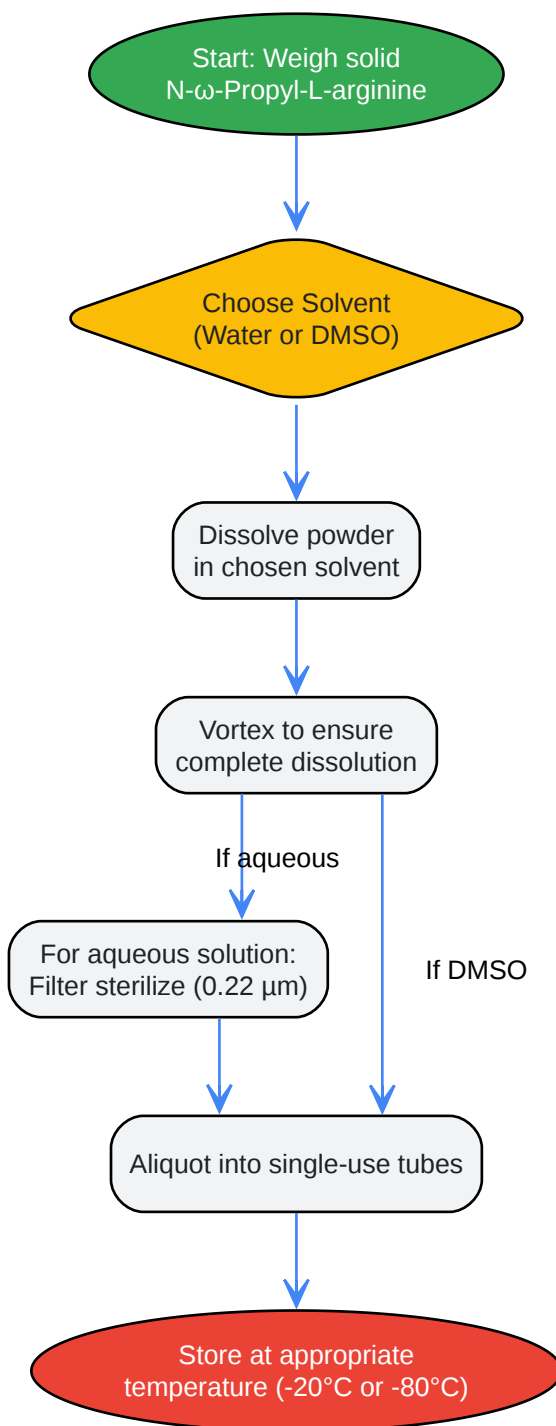 Start: Weigh solid
N-ω-Propyl-L-arginine
Choose Solvent
(Water or DMSO)
Dissolve powder
in chosen solvent
Vortex to ensure
complete dissolution
If aqueous
For aqueous solution:
Filter sterilize (0.22 µm)
If DMSO
Aliquot into single-use tubes
Store at appropriate
temperature (-20°C or -80°C)